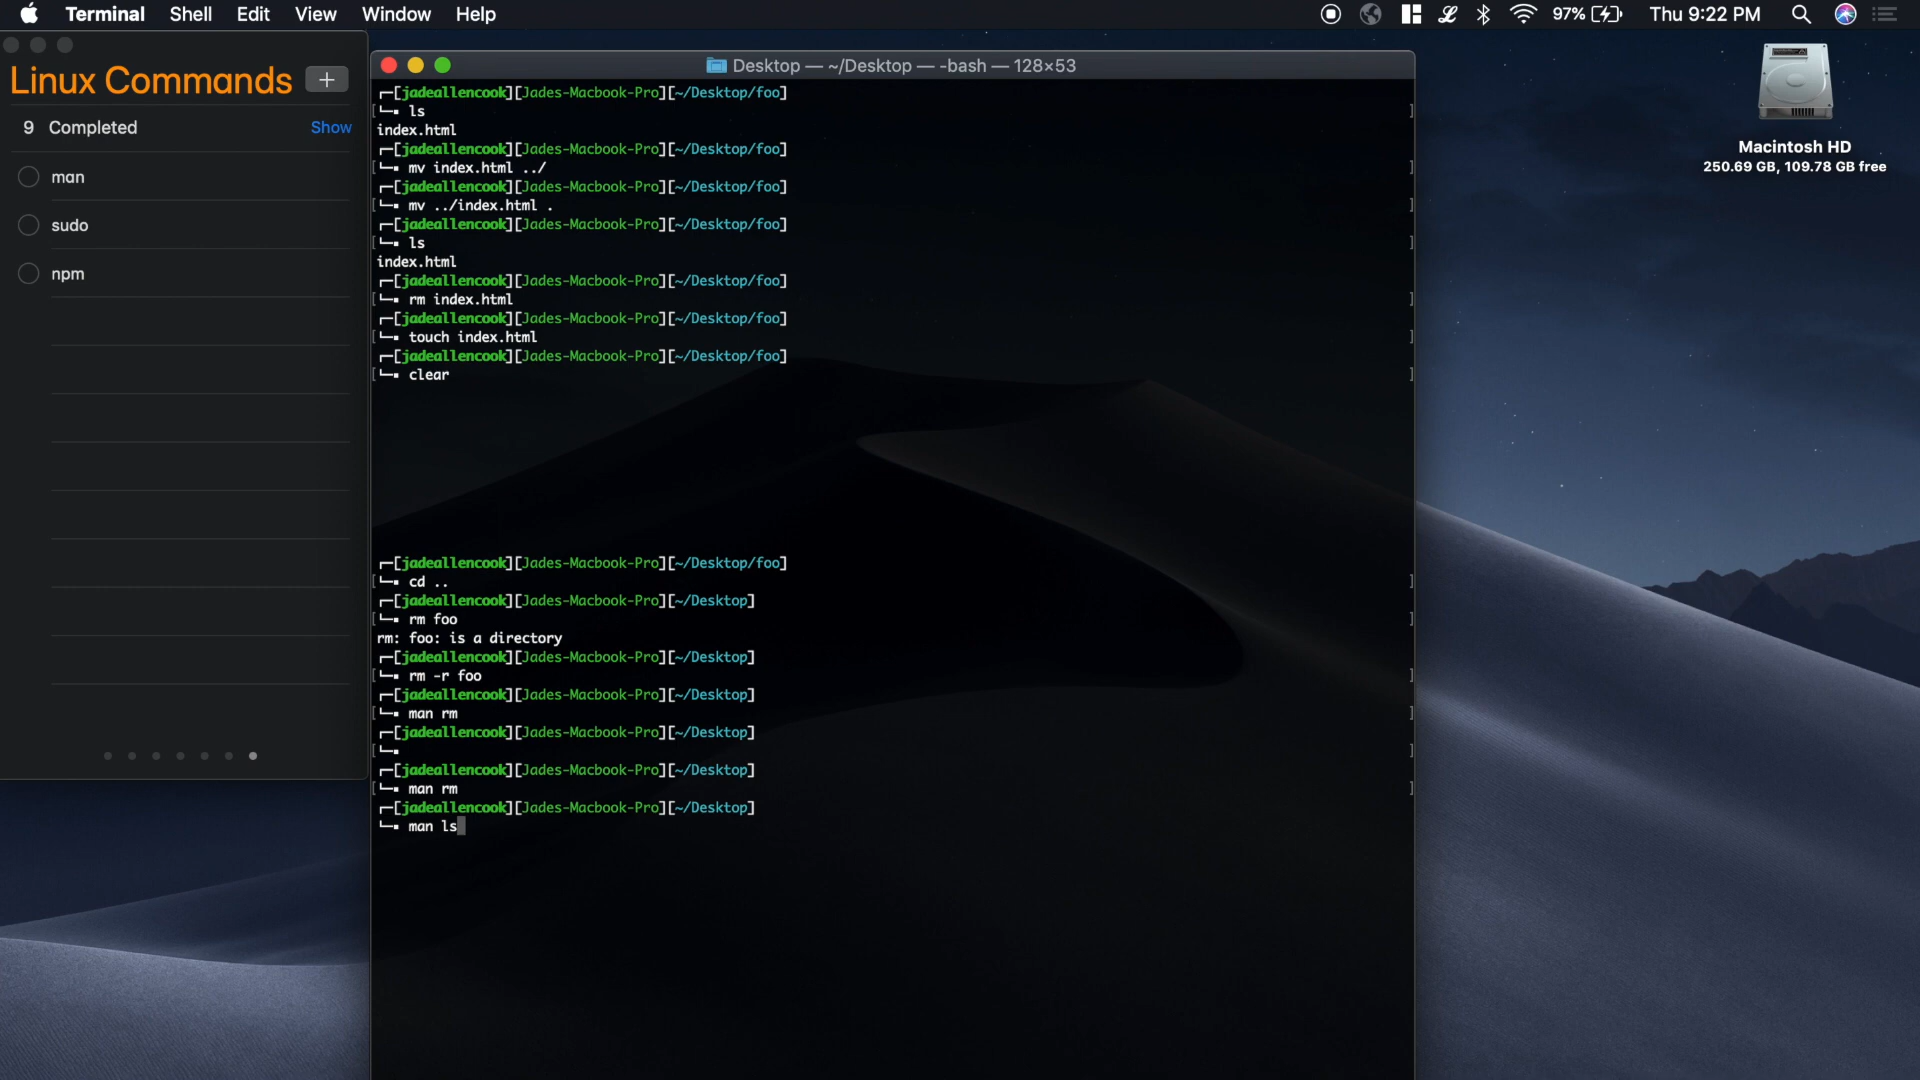 Terminal Shell Edit View Window Help
97% Thu 9:22 PM
Linux Commands +
9 Completed Show
man
sudo
npm
Desktop — ~/Desktop — -bash — 128×53
[jadeallencook][Jades-Macbook-Pro][~/Desktop/foo]
ls
index.html
[jadeallencook][Jades-Macbook-Pro][~/Desktop/foo]
mv index.html ../
[jadeallencook][Jades-Macbook-Pro][~/Desktop/foo]
mv ../index.html .
[jadeallencook][Jades-Macbook-Pro][~/Desktop/foo]
ls
index.html
[jadeallencook][Jades-Macbook-Pro][~/Desktop/foo]
rm index.html
[jadeallencook][Jades-Macbook-Pro][~/Desktop/foo]
touch index.html
[jadeallencook][Jades-Macbook-Pro][~/Desktop/foo]
clear
[jadeallencook][Jades-Macbook-Pro][~/Desktop/foo]
cd ..
[jadeallencook][Jades-Macbook-Pro][~/Desktop]
rm foo
rm: foo: is a directory
[jadeallencook][Jades-Macbook-Pro][~/Desktop]
rm -r foo
[jadeallencook][Jades-Macbook-Pro][~/Desktop]
man rm
[jadeallencook][Jades-Macbook-Pro][~/Desktop]
[jadeallencook][Jades-Macbook-Pro][~/Desktop]
man rm
[jadeallencook][Jades-Macbook-Pro][~/Desktop]
man ls
Macintosh HD
250.69 GB, 109.78 GB free